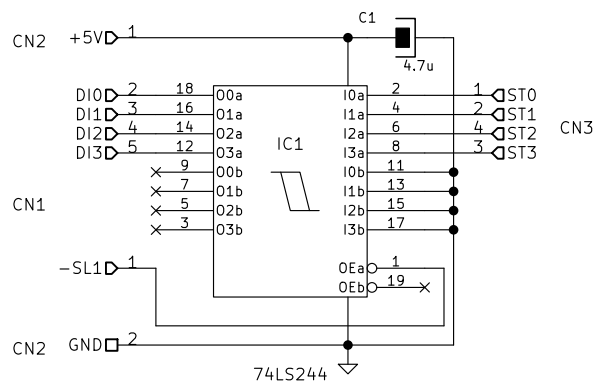 C1
CN2 +5V 1
4.7u
DI0 2 18 O0a I0a 2 1 ST0
DI1 3 16 O1a I1a 4 2 ST1
DI2 4 14 O2a I2a 6 4 ST2 CN3
DI3 5 12 O3a IC1 I3a 8 3 ST3
9 O0b I0b 11
7 O1b I1b 13
CN1 5 O2b I2b 15
3 O3b I3b 17
-SL1 1 OEa 1
OEb 19
CN2 GND 2
74LS244